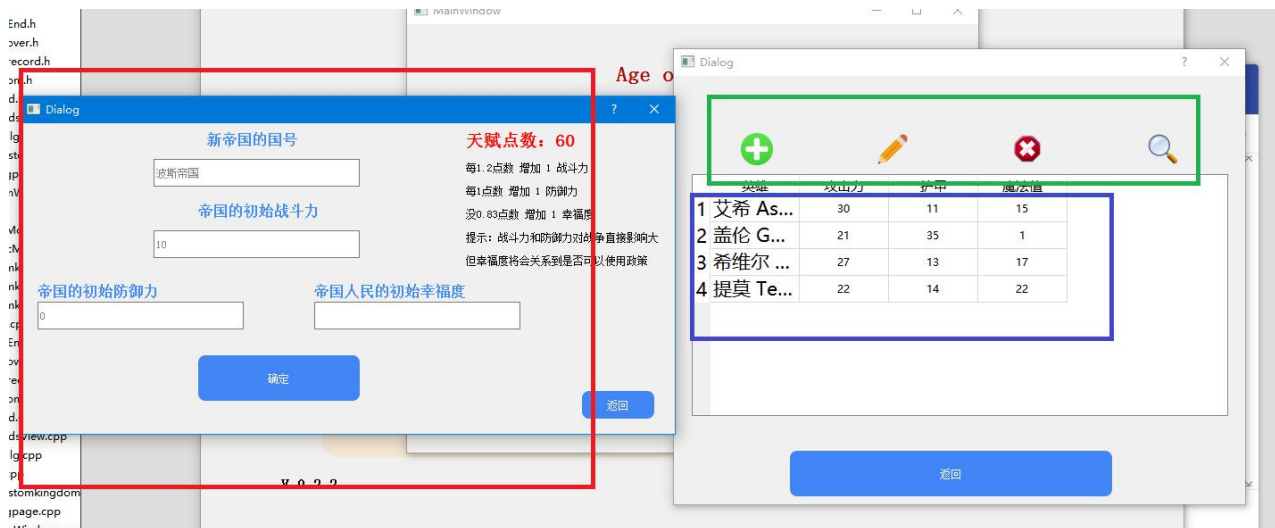 End.h
over.h
record.h
MainWindow
Age o
Dialog
新帝国的国号
波斯帝国
帝国的初始战斗力
10
帝国的初始防御力
0
帝国人民的初始幸福度
天赋点数：60
每1.2点数 增加 1 战斗力
每1点数 增加 1 防御力
没0.83点数 增加 1 幸福度
提示：战斗力和防御力对战争直接影响大
但幸福度将会关系到是否可以使用政策
确定
返回
Dialog
英雄 攻击力 护甲 魔法值
1 艾希 As... 30 11 15
2 盖伦 G... 21 35 1
3 希维尔 ... 27 13 17
4 提莫 Te... 22 14 22
返回
dsview.cpp
lg.cpp
stomkingdom
gpage.cpp
V 0.2.2